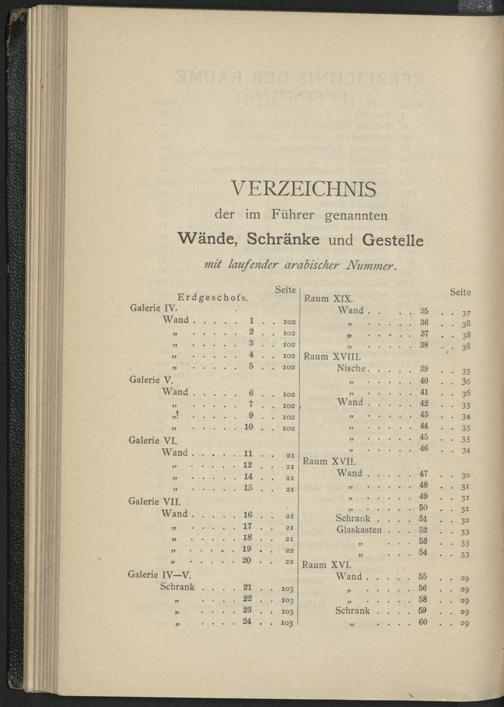 VERZEICHNIS
der im Führer genannten
Wände, Schränke und Gestelle
mit laufender arabischer Nummer.
Seite
Erdgeschoſs.
Galerie IV.
Wand . . . . . 1 . . 102
„ . . . . . 2 . . 102
„ . . . . . 3 . . 102
„ . . . . . 4 . . 102
„ . . . . . 5 . . 102
Galerie V.
Wand . . . . . 6 . . 102
„ . . . . . 7 . . 102
„ . . . . . 9 . . 102
„ . . . . . 10 . . 102
Galerie VI.
Wand . . . . . 11 . . 21
„ . . . . . 12 . . 21
„ . . . . . 14 . . 21
„ . . . . . 15 . . 21
Galerie VII.
Wand . . . . . 16 . . 21
„ . . . . . 17 . . 21
„ . . . . . 18 . . 21
„ . . . . . 19 . . 22
„ . . . . . 20 . . 22
Galerie IV—V.
Schrank . . . . 21 . . 103
„ . . . . 22 . . 103
„ . . . . 23 . . 103
„ . . . . 24 . . 103
Seite
Raum XIX.
Wand . . . . 35 . . 37
„ . . . . . 36 . . 38
„ . . . . . 37 . . 38
„ . . . . . 38 . . 38
Raum XVIII.
Nische . . . . 39 . . 35
„ . . . . . 40 . . 36
„ . . . . . 41 . . 36
Wand . . . . 42 . . 33
„ . . . . . 43 . . 34
„ . . . . . 44 . . 35
„ . . . . . 45 . . 35
„ . . . . . 46 . . 34
Raum XVII.
Wand . . . . 47 . . 30
„ . . . . . 48 . . 31
„ . . . . . 49 . . 31
„ . . . . . 50 . . 31
Schrank . . . . 51 . . 32
Glaskasten . . . 52 . . 33
„ . . . . 53 . . 33
„ . . . . 54 . . 33
Raum XVI.
Wand . . . . 55 . . 29
„ . . . . . 56 . . 29
„ . . . . . 58 . . 29
Schrank . . . . 59 . . 29
„ . . . . 60 . . 29